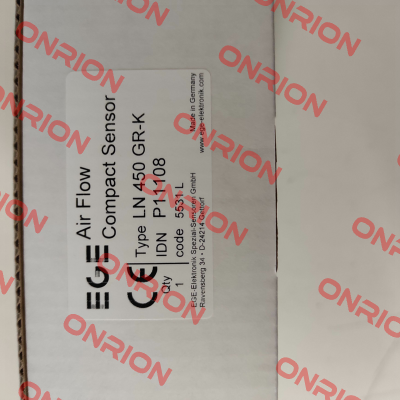 EGE
Air Flow
Compact Sensor
CE
Type LN 450 GR-K
IDN P11108
Qty code 5531 L
1
Made in Germany
www.ege-elektronik.com
EGE-Elektronik Spezial-Sensoren GmbH
Ravensberg 34 • D-24214 Gettorf
ONRION
ONRION
ONRION
ONRION
ONRION
ONRION
ONRION
ONRION
ONRION